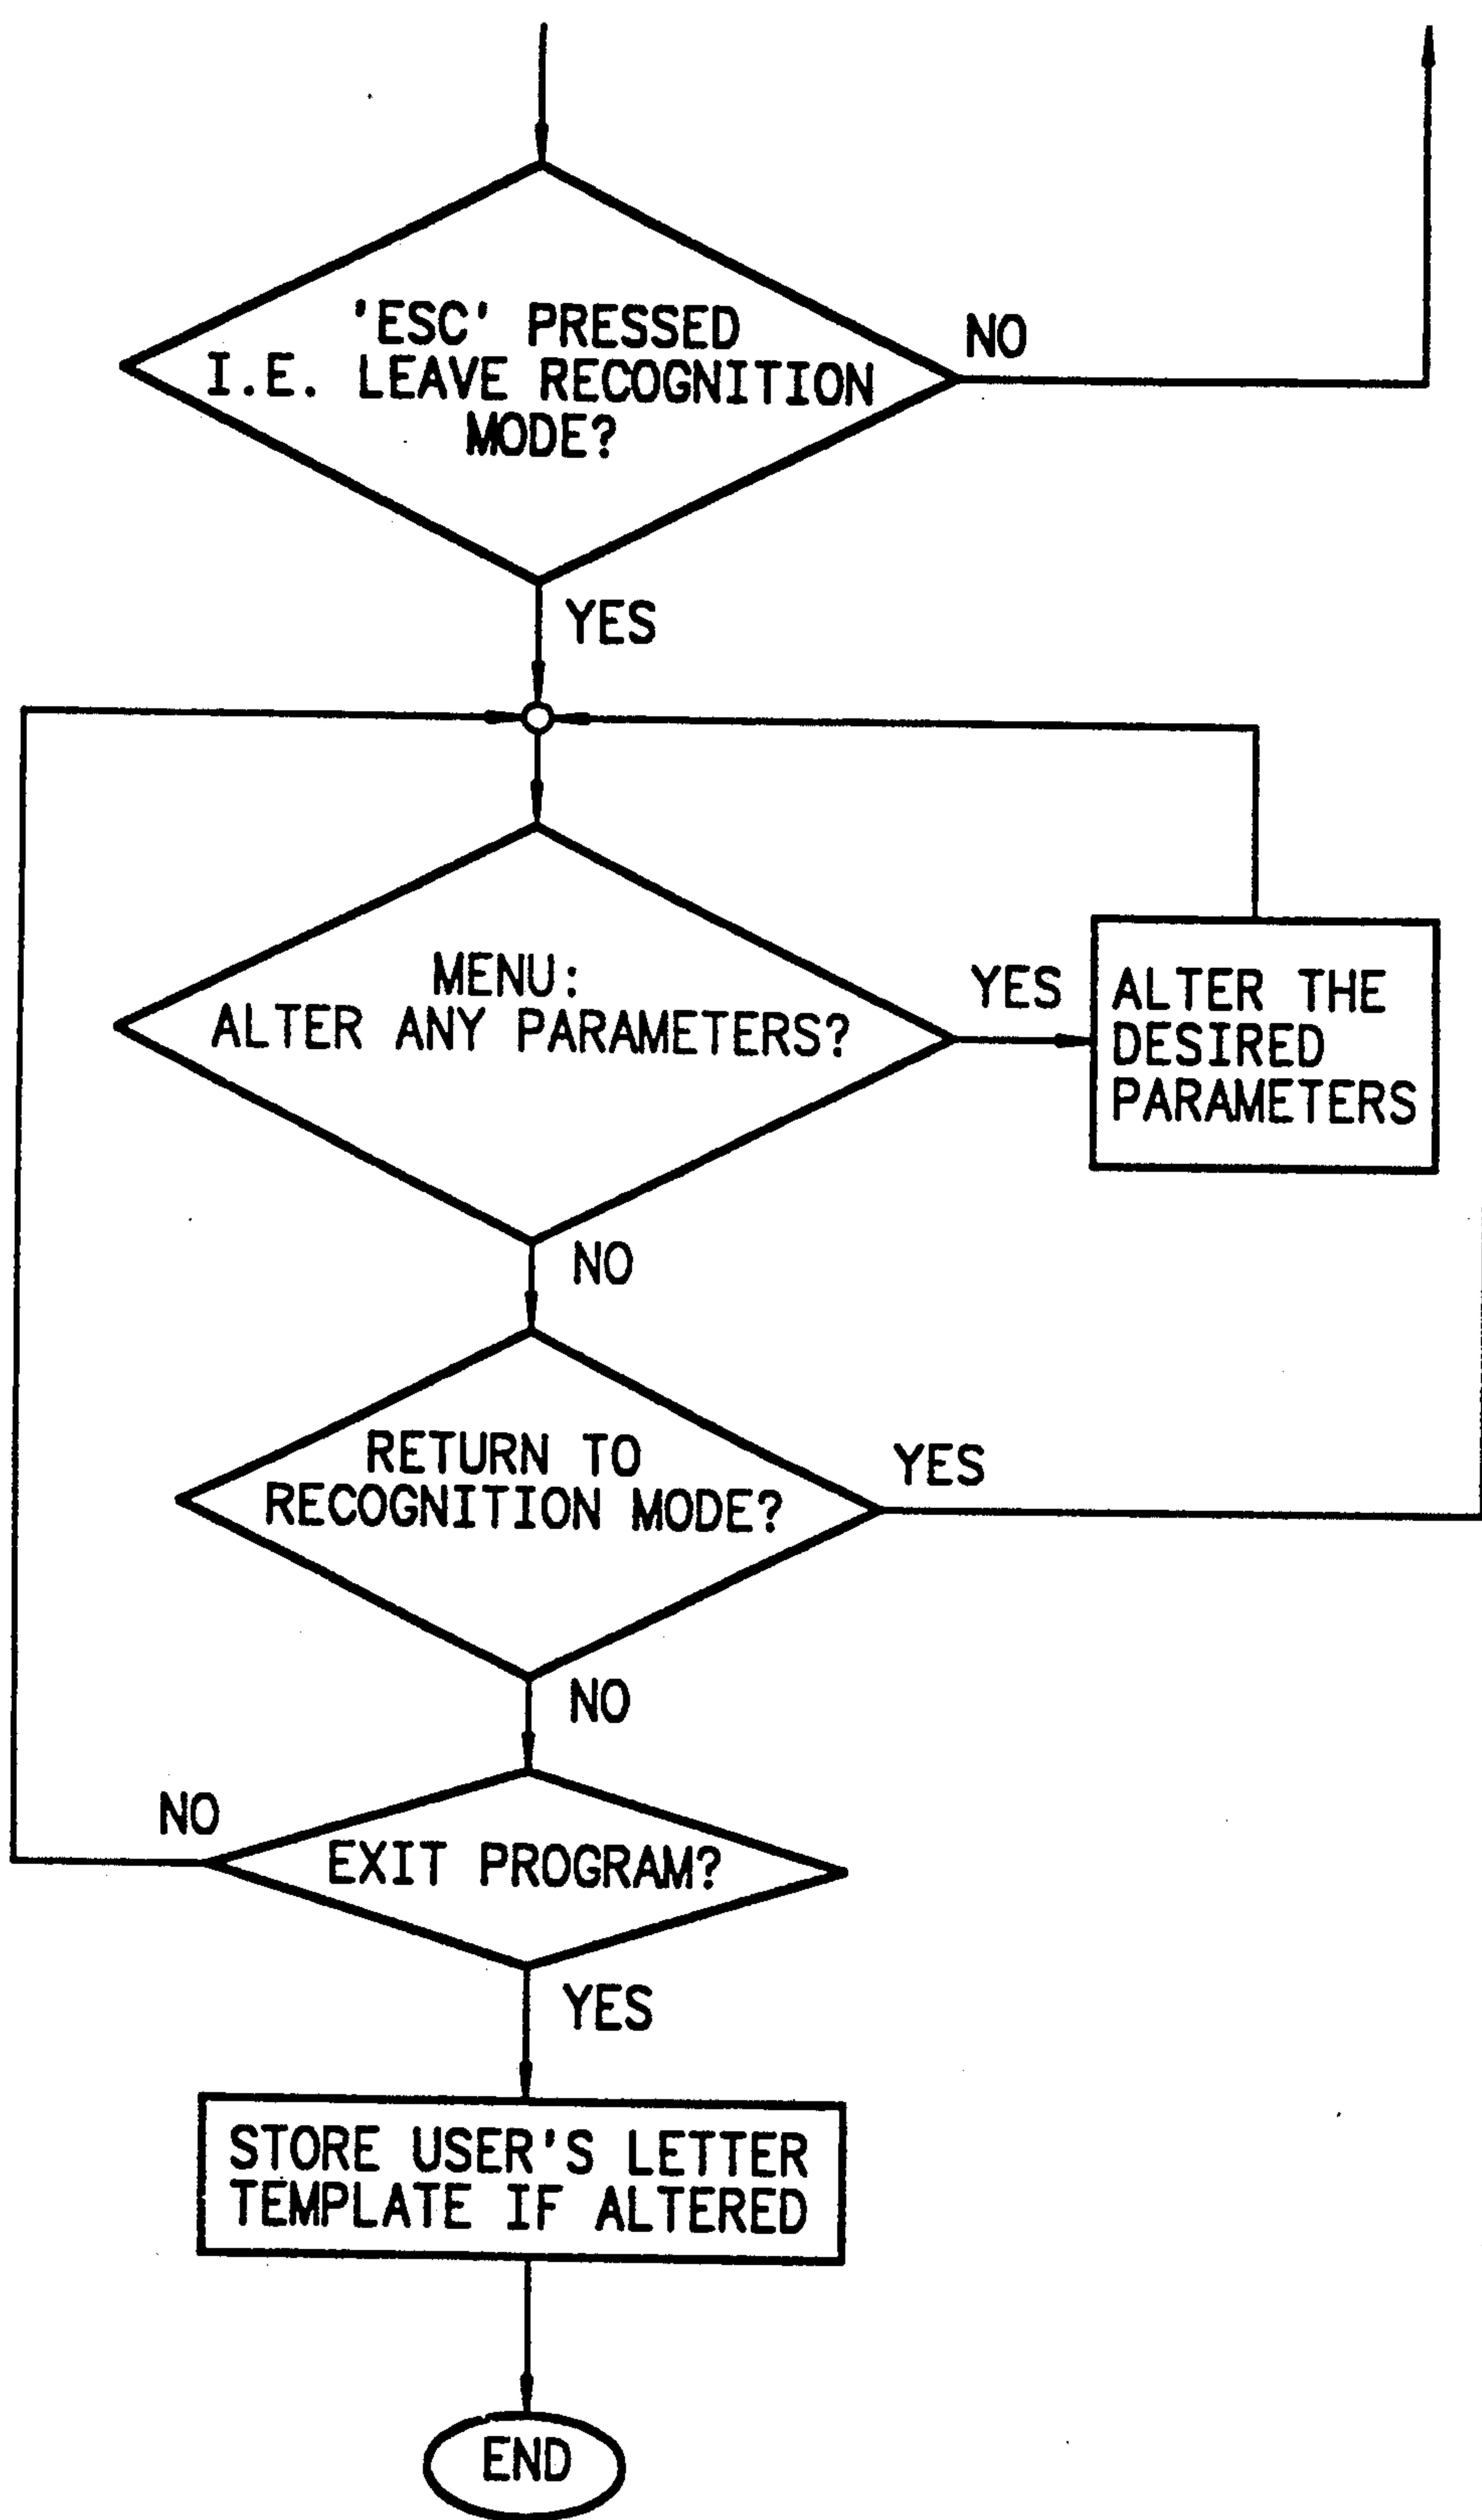 'ESC' PRESSED
I.E. LEAVE RECOGNITION
MODE?
NO
YES
MENU:
ALTER ANY PARAMETERS?
YES
ALTER THE
DESIRED
PARAMETERS
NO
RETURN TO
RECOGNITION MODE?
YES
NO
NO
EXIT PROGRAM?
YES
STORE USER'S LETTER
TEMPLATE IF ALTERED
END